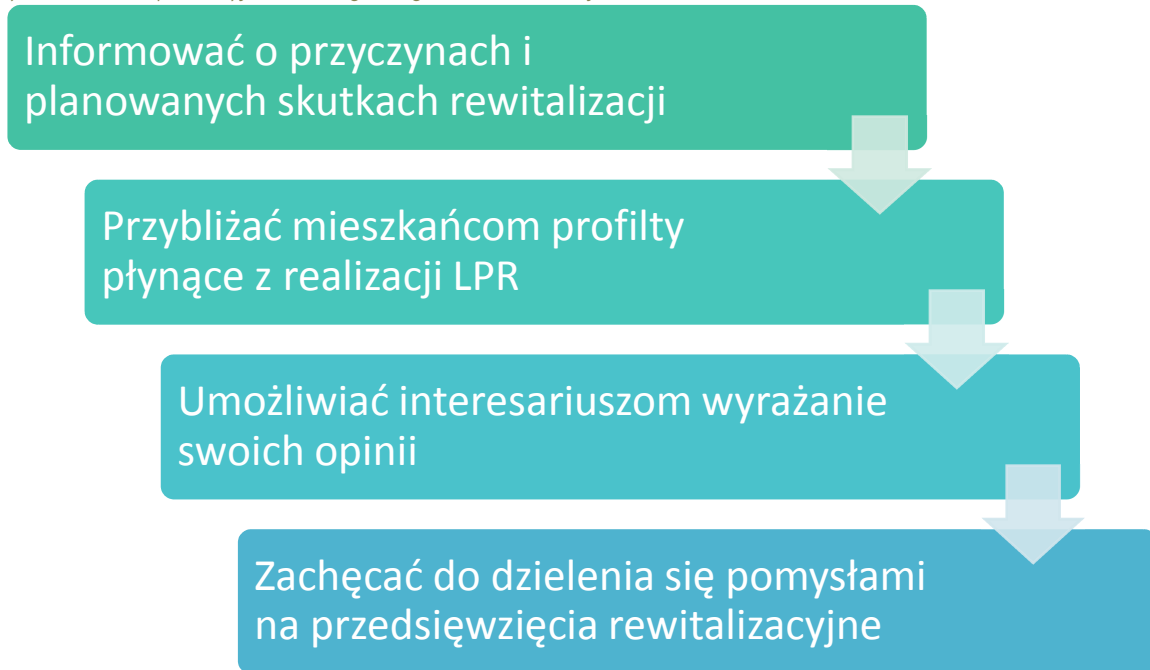 Informować o przyczynach i
planowanych skutkach rewitalizacji
Przybliżać mieszkańcom profilty
płynące z realizacji LPR
Umożliwiać interesariuszom wyrażanie
swoich opinii
Zachęcać do dzielenia się pomysłami
na przedsięwzięcia rewitalizacyjne